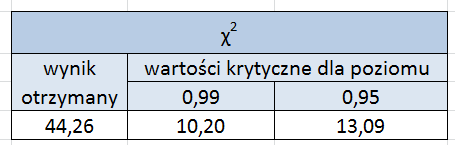 χ²
wynik otrzymany
wartości krytyczne dla poziomu
0,99 0,95
44,26 10,20 13,09